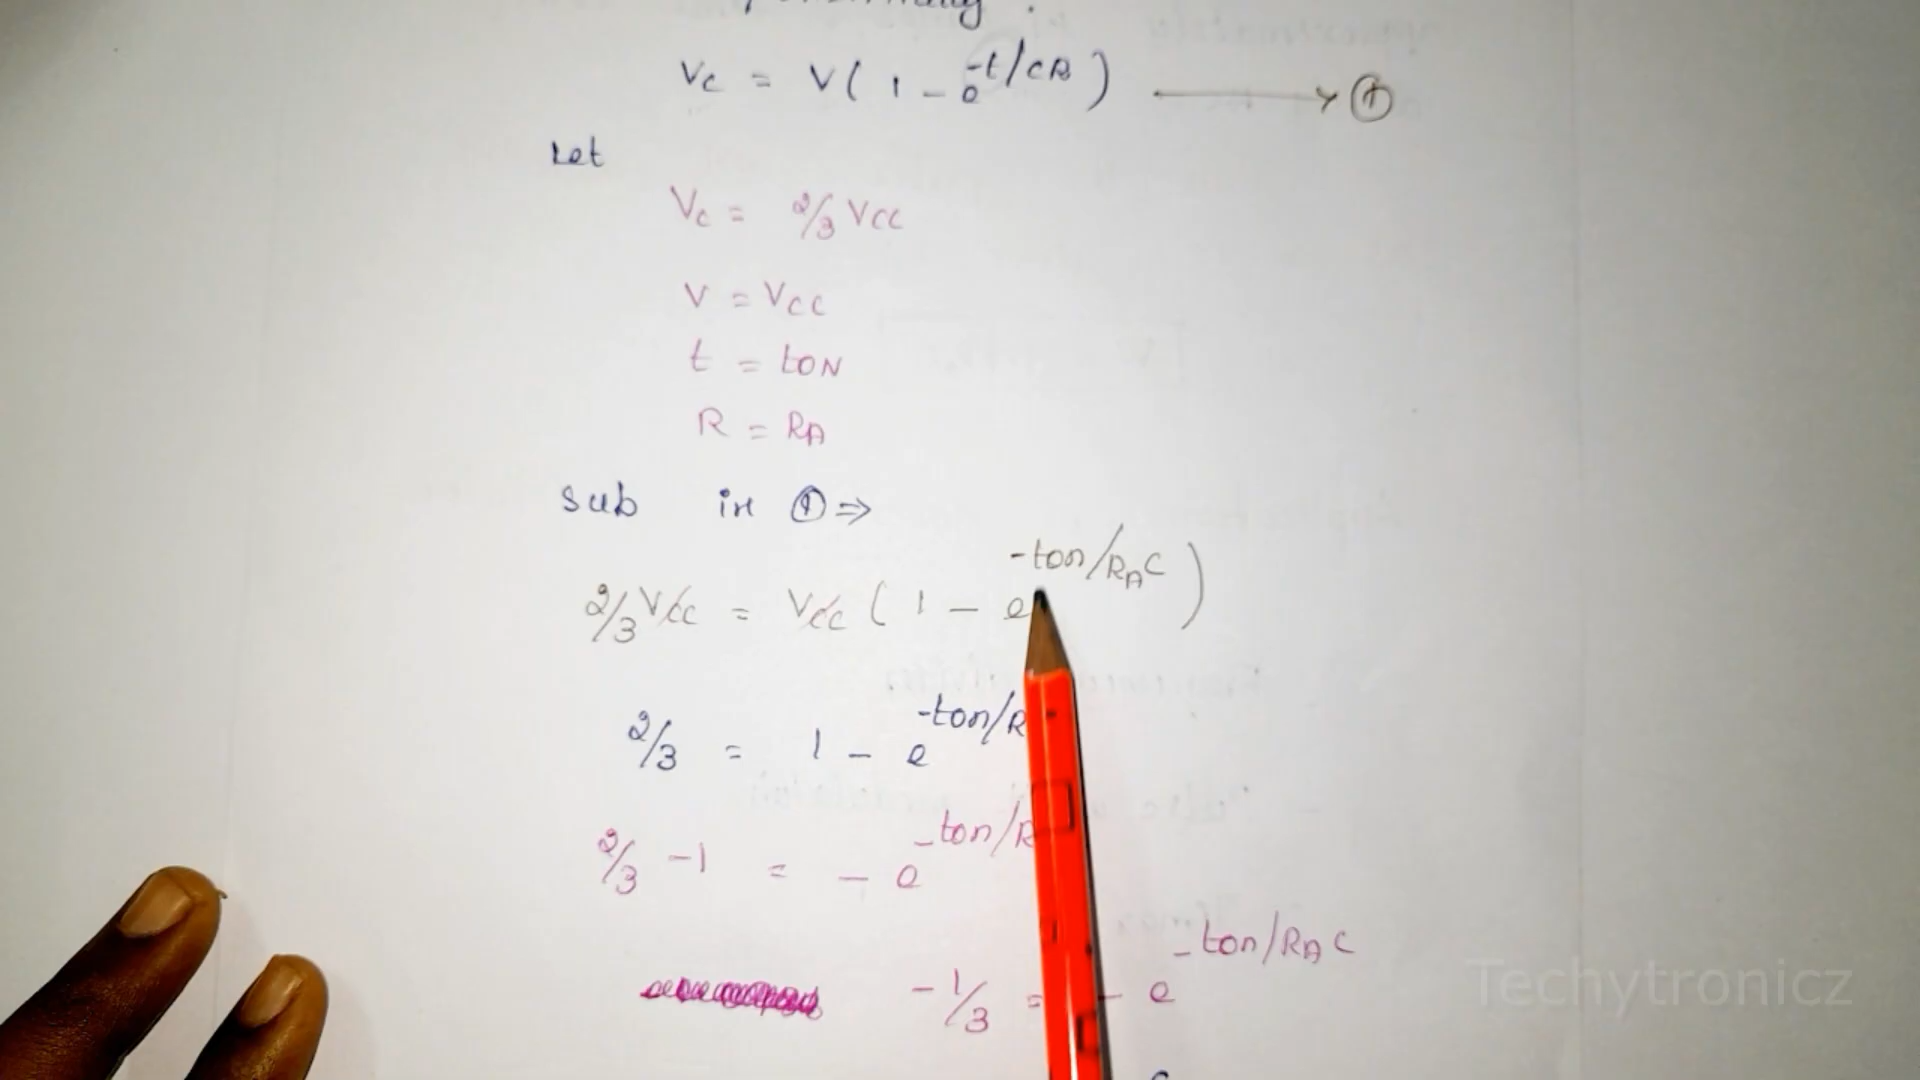 Vc = V( 1 - e^-t/CR ) ⟶ ①
Let
Vc = 2/3 VCC
V = VCC
t = tON
R = RA
Sub in ① ⇒
2/3 VCC = VCC ( 1 - e^-ton/RAC )
2/3 = 1 - e^-ton/R
2/3 -1 = - e^-ton/R
-1/3 = - e^-ton/RAC
Techytronicz